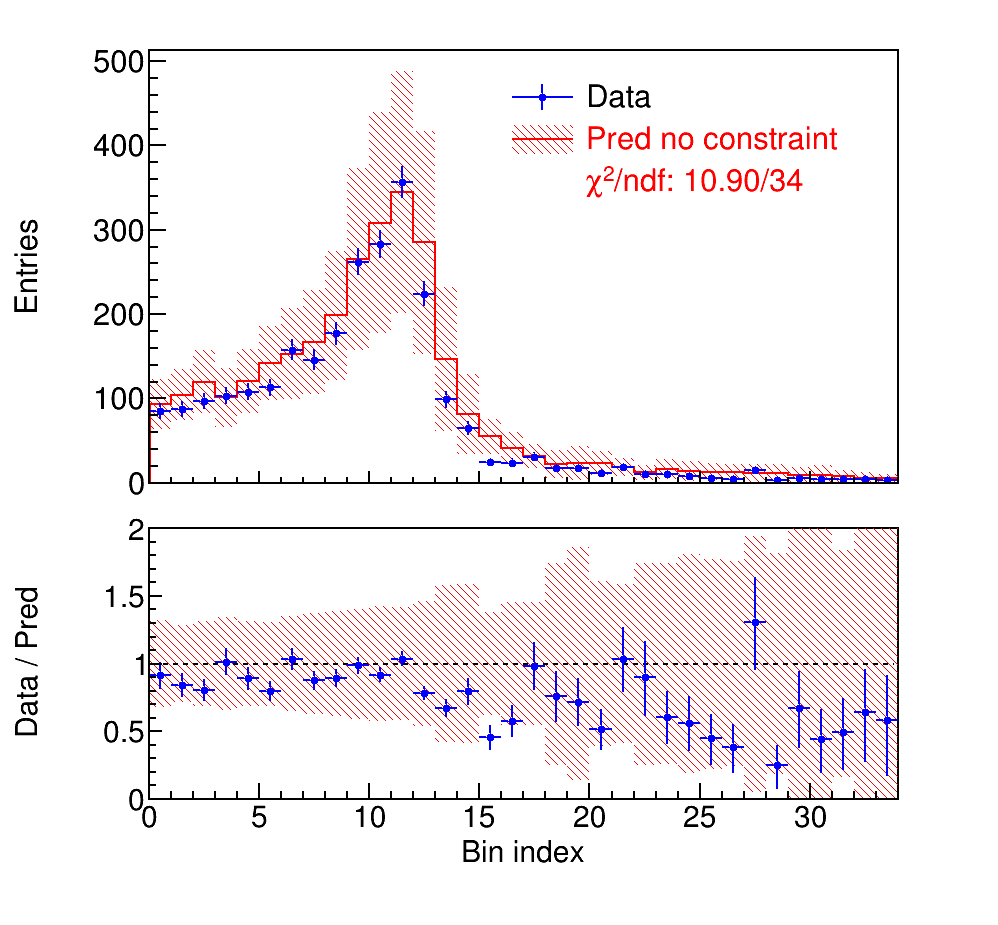 500
400
300
200
100
0
Entries
Data
Pred no constraint
χ²/ndf: 10.90/34
2
1.5
1
0.5
0
Data / Pred
0 5 10 15 20 25 30
Bin index